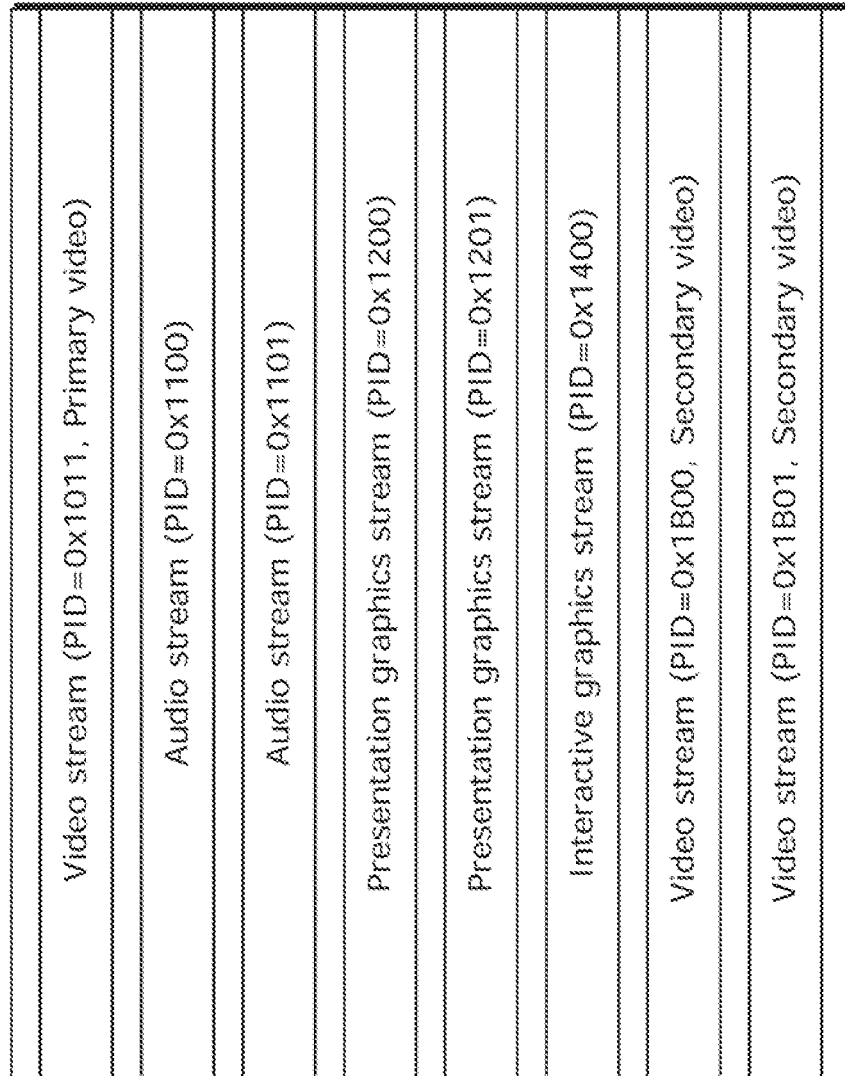 Video stream (PID=0x1011, Primary video)
Audio stream (PID=0x1100)
Audio stream (PID=0x1101)
Presentation graphics stream (PID=0x1200)
Presentation graphics stream (PID=0x1201)
Interactive graphics stream (PID=0x1400)
Video stream (PID=0x1B00, Secondary video)
Video stream (PID=0x1B01, Secondary video)